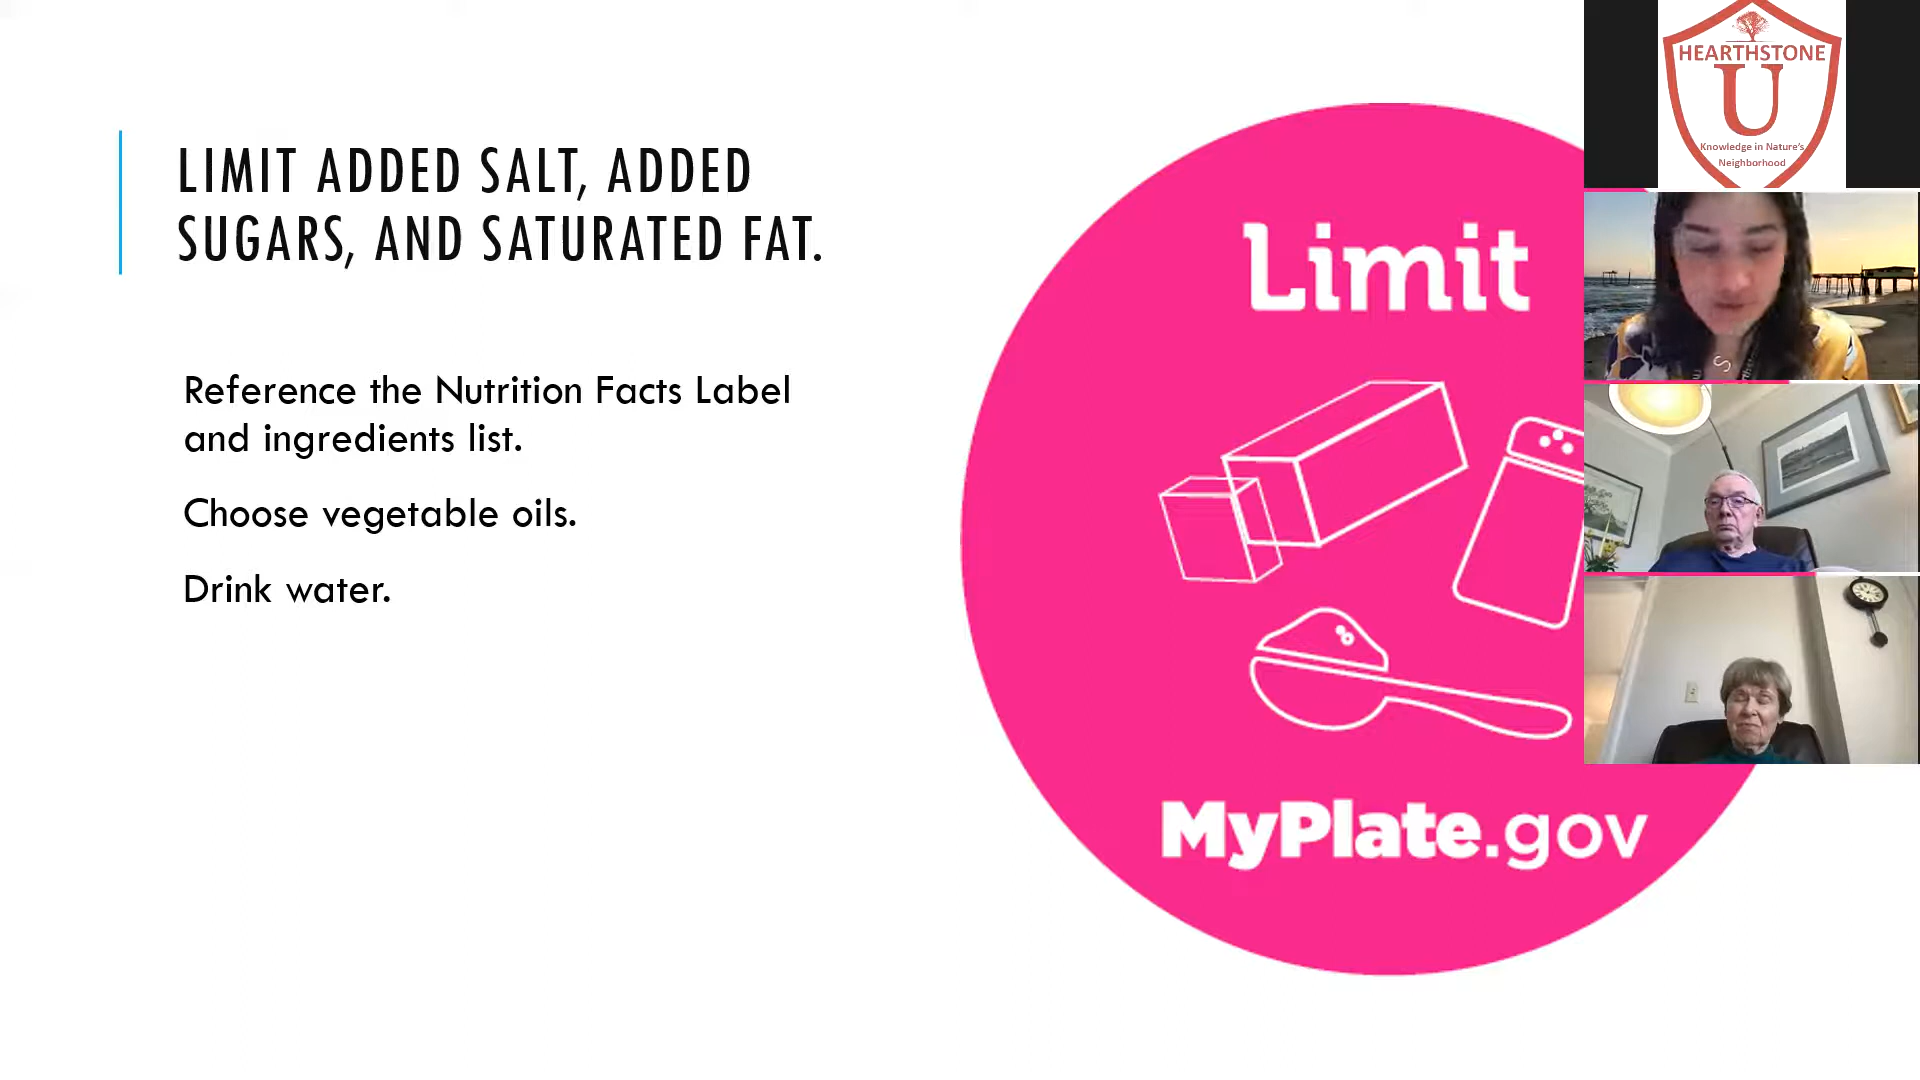 LIMIT ADDED SALT, ADDED
SUGARS, AND SATURATED FAT.
Reference the Nutrition Facts Label
and ingredients list.
Choose vegetable oils.
Drink water.
Limit
MyPlate.gov
HEARTHSTONE
U
Knowledge in Nature's
Neighborhood